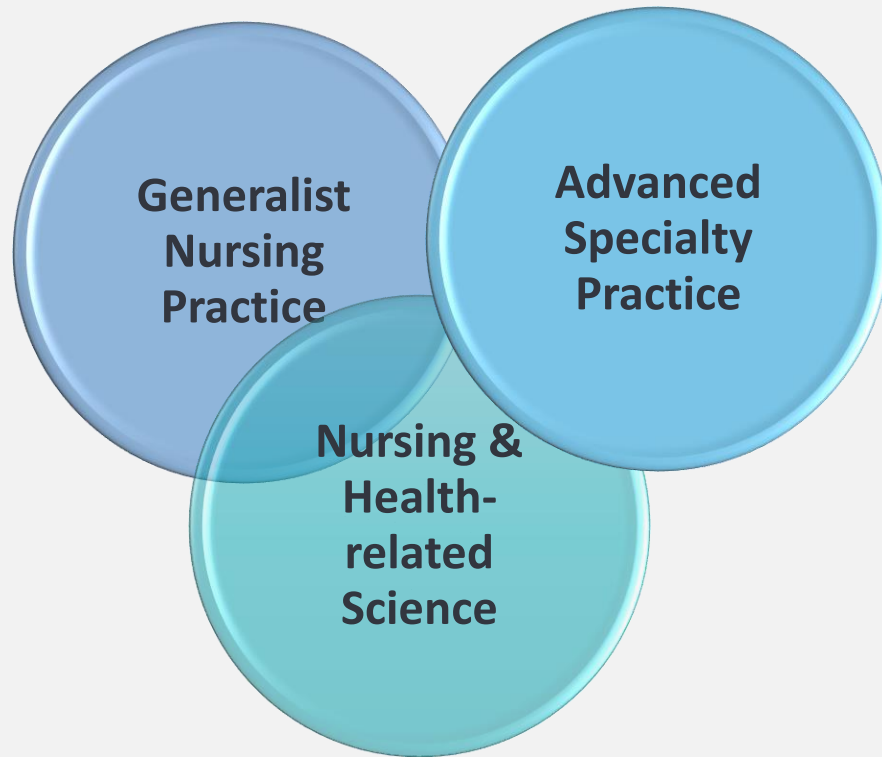 Generalist
Nursing
Practice
Advanced
Specialty
Practice
Nursing &
Health-
related
Science